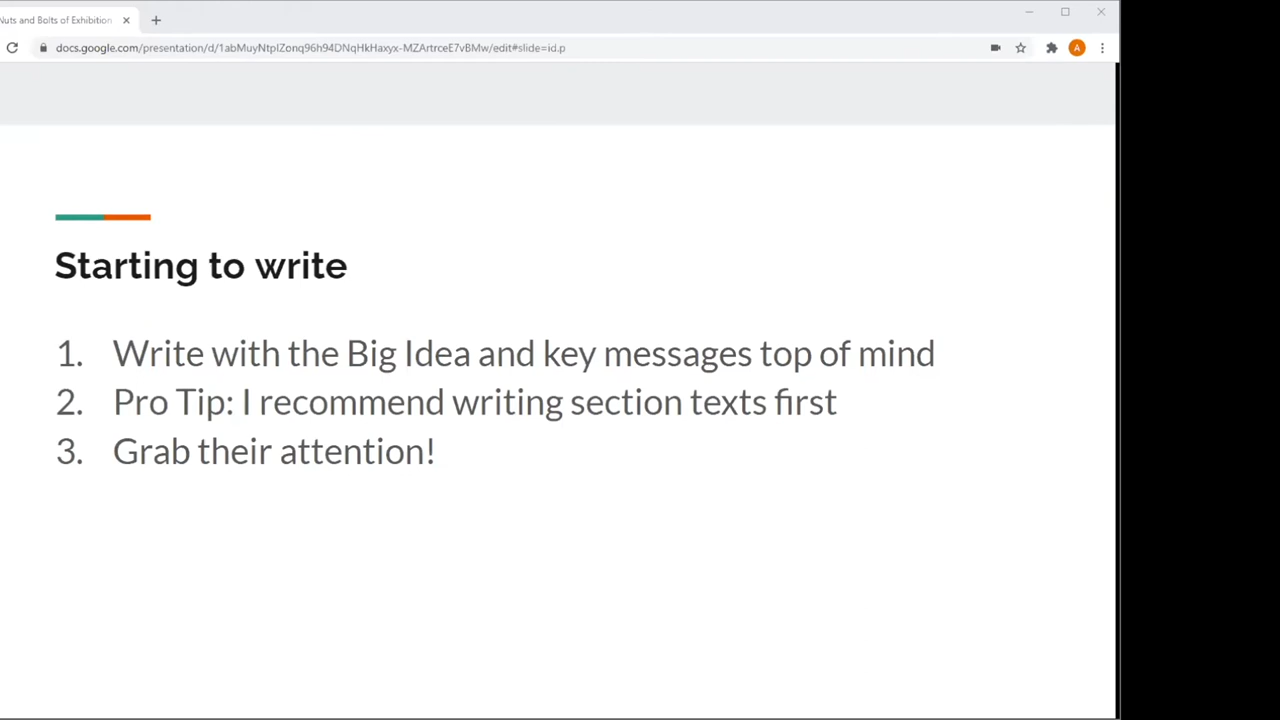 Nuts and Bolts of Exhibition
docs.google.com/presentation/d/1abMuyNtpIZonq96h94DNqHkHaxyx-MZArtrceE7vBMw/edit#slide=id.p
A
Starting to write
1. Write with the Big Idea and key messages top of mind
2. Pro Tip: I recommend writing section texts first
3. Grab their attention!